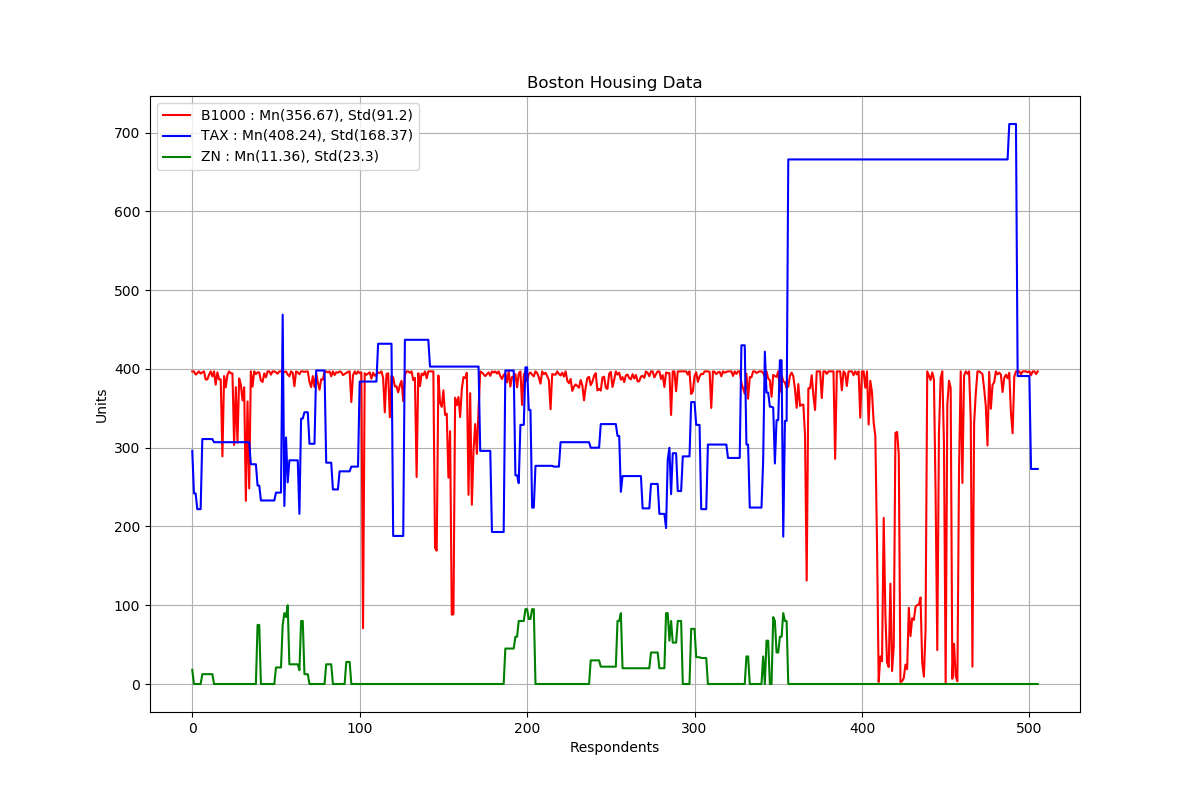 Boston Housing Data
B1000 : Mn(356.67), Std(91.2)
TAX : Mn(408.24), Std(168.37)
ZN : Mn(11.36), Std(23.3)
700
600
500
400
300
200
100
0
Units
0 100 200 300 400 500
Respondents